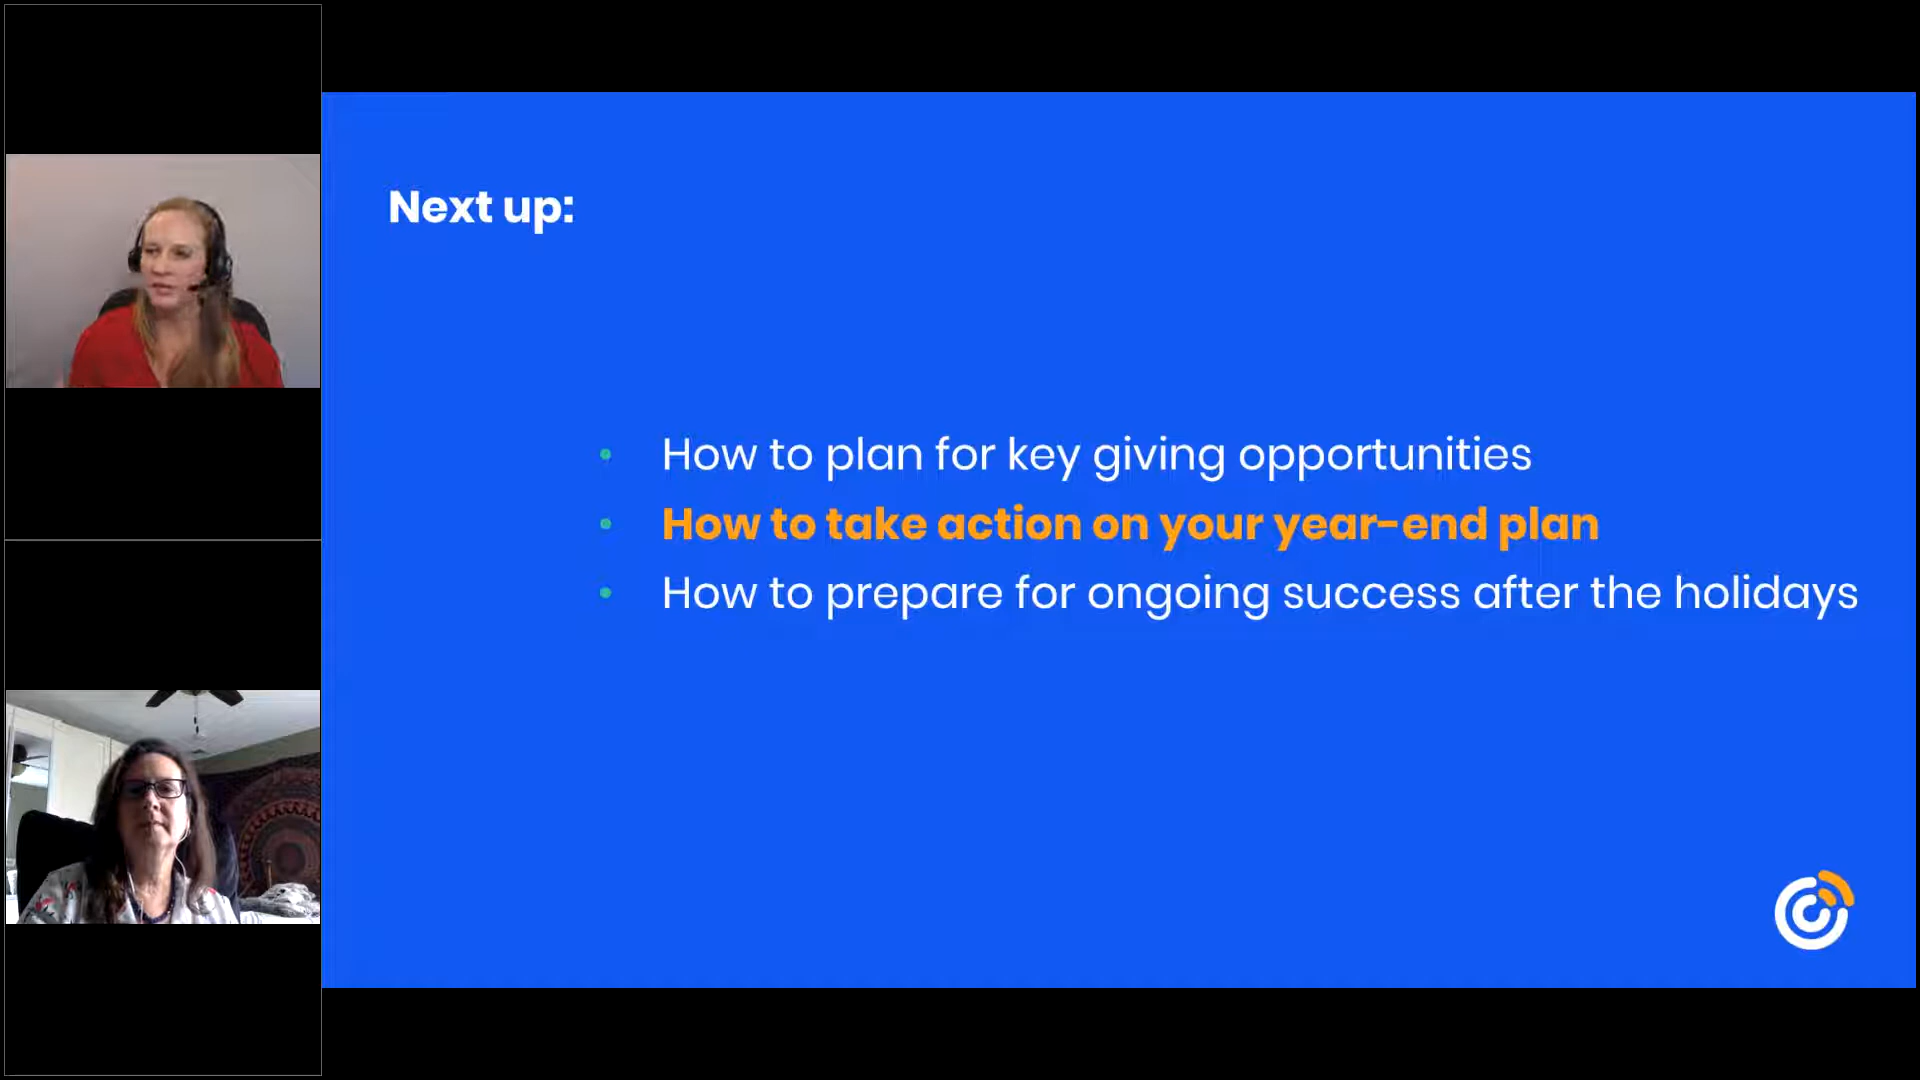 Next up:
How to plan for key giving opportunities
How to take action on your year-end plan
How to prepare for ongoing success after the holidays